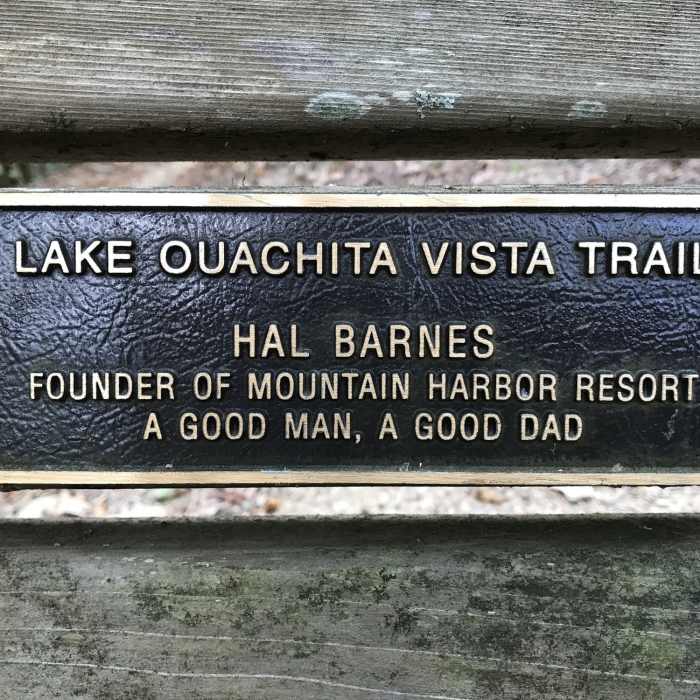 LAKE OUACHITA VISTA TRAIL
HAL BARNES
FOUNDER OF MOUNTAIN HARBOR RESORT
A GOOD MAN, A GOOD DAD